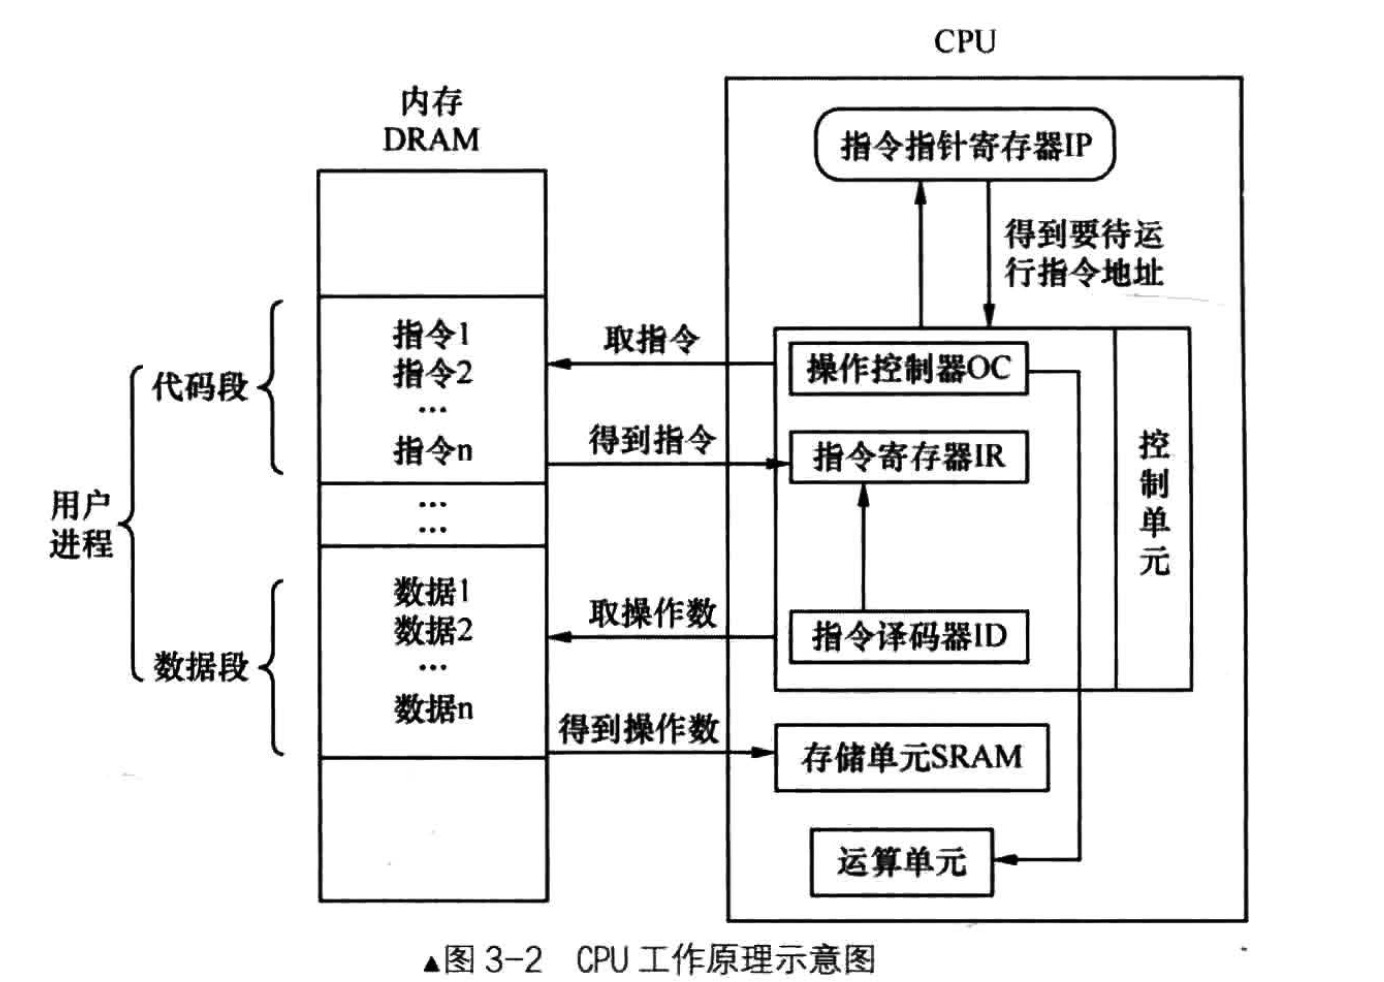 CPU
内存
DRAM
指令指针寄存器IP
得到要待运
行指令地址
指令1
指令2
…
指令n
…
…
数据1
数据2
…
数据n
代码段
用户
进程
数据段
取指令
得到指令
取操作数
得到操作数
操作控制器OC
指令寄存器IR
指令译码器ID
控
制
单
元
存储单元SRAM
运算单元
▲图 3-2 CPU 工作原理示意图